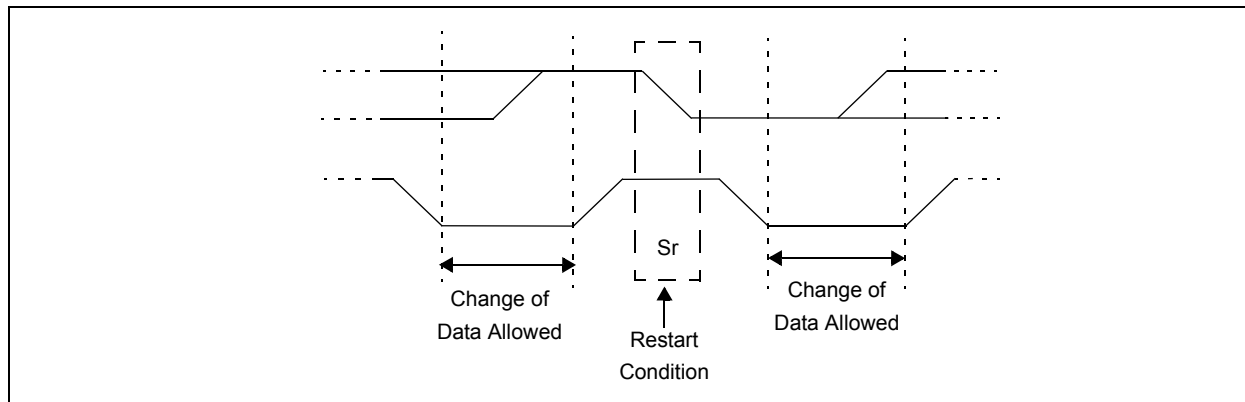 Sr
Change of
Data Allowed
Restart
Condition
Change of
Data Allowed